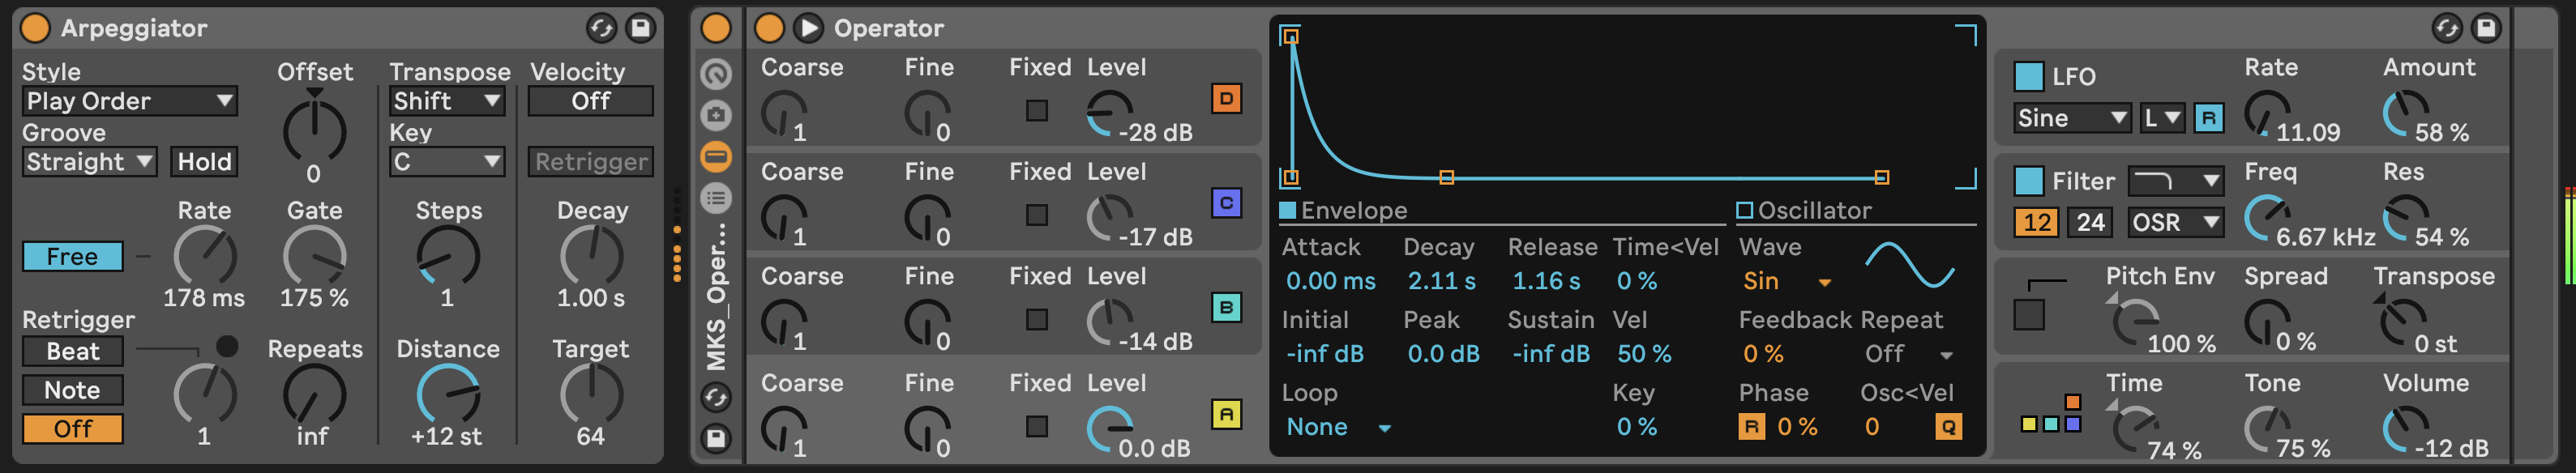 Arpeggiator
Style
Play Order
Groove
Straight
Hold
Offset
0
Transpose
Shift
Key
C
Velocity
Off
Retrigger
Free
Rate
178 ms
Gate
175 %
Steps
1
Decay
1.00 s
Retrigger
Beat
Note
Off
1
Repeats
inf
Distance
+12 st
Target
64
MKS_Oper...
Operator
Coarse Fine Fixed Level
1 0 -28 dB
D
Coarse Fine Fixed Level
1 0 -17 dB
C
Coarse Fine Fixed Level
1 0 -14 dB
B
Coarse Fine Fixed Level
1 0 0.0 dB
A
Envelope
Attack Decay Release Time<Vel
0.00 ms 2.11 s 1.16 s 0 %
Initial Peak Sustain Vel
-inf dB 0.0 dB -inf dB 50 %
Loop Key
None 0 %
Oscillator
Wave
Sin
Feedback Repeat
0 % Off
Phase Osc<Vel
R 0 % 0 Q
LFO
Sine L R
Rate
11.09
Amount
58 %
Filter
12 24 OSR
Freq
6.67 kHz
Res
54 %
Pitch Env
100 %
Spread
0 %
Transpose
0 st
Time
74 %
Tone
75 %
Volume
-12 dB